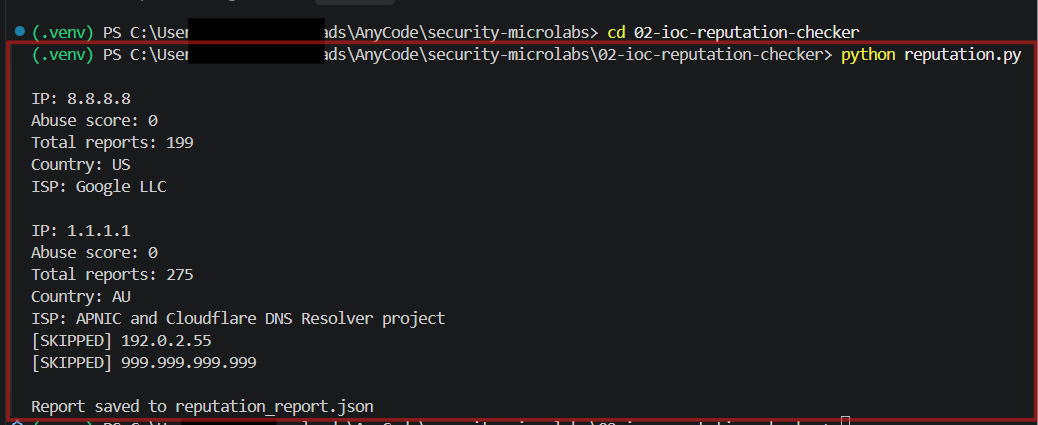 (.venv) PS C:\User ads\AnyCode\security-microlabs> cd 02-ioc-reputation-checker
(.venv) PS C:\Use ads\AnyCode\security-microlabs\02-ioc-reputation-checker> python reputation.py
IP: 8.8.8.8
Abuse score: 0
Total reports: 199
Country: US
ISP: Google LLC
IP: 1.1.1.1
Abuse score: 0
Total reports: 275
Country: AU
ISP: APNIC and Cloudflare DNS Resolver project
[SKIPPED] 192.0.2.55
[SKIPPED] 999.999.999.999
Report saved to reputation_report.json